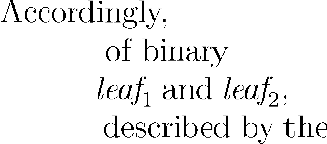 Accordingly,
of binary
leaf₁ and leaf₂,
described by the